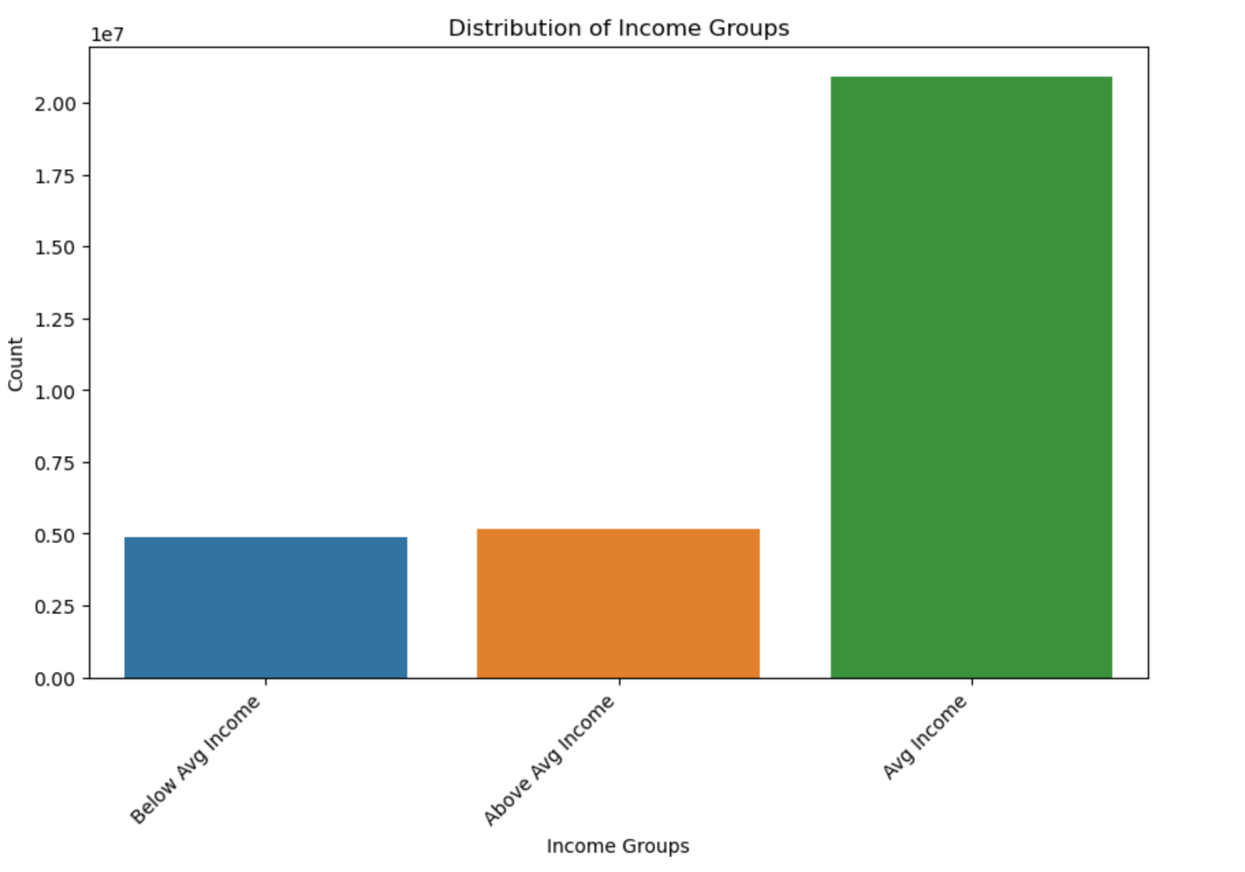 Distribution of Income Groups
1e7
2.00
1.75
1.50
1.25
1.00
0.75
0.50
0.25
0.00
Count
Below Avg Income
Above Avg Income
Avg Income
Income Groups